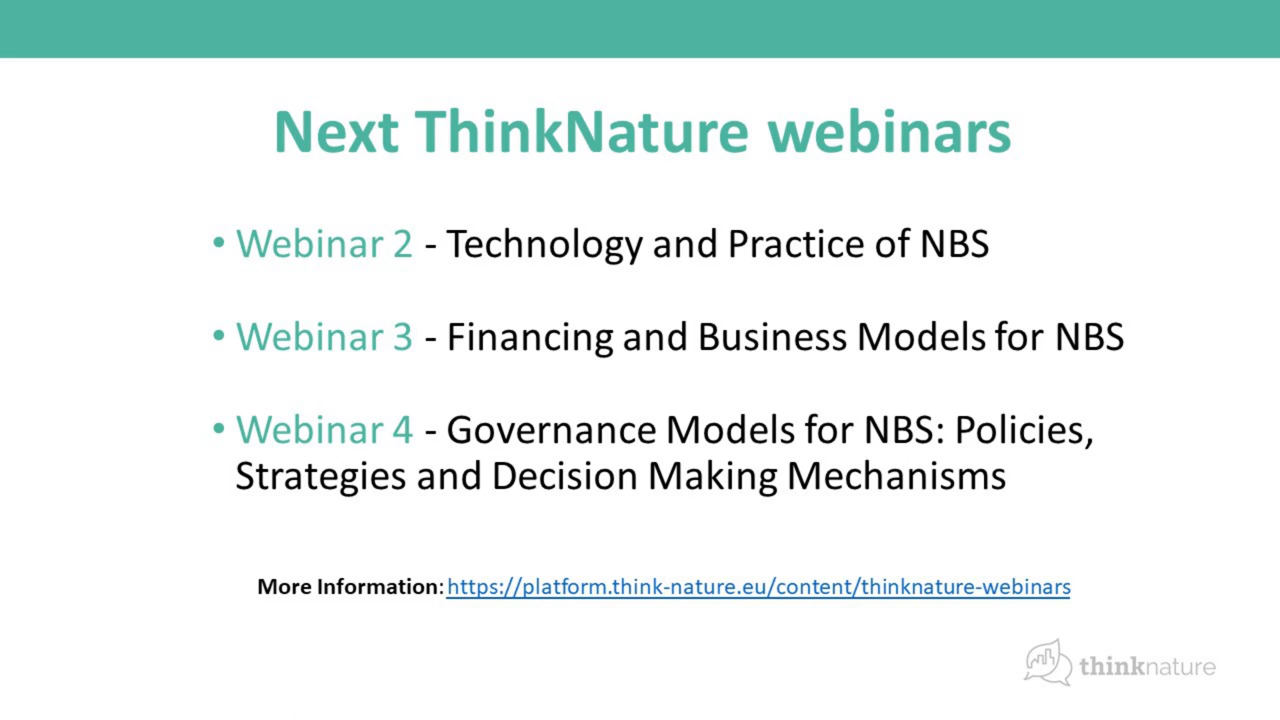 Next ThinkNature webinars
• Webinar 2 - Technology and Practice of NBS
• Webinar 3 - Financing and Business Models for NBS
• Webinar 4 - Governance Models for NBS: Policies,
Strategies and Decision Making Mechanisms
More Information: https://platform.think-nature.eu/content/thinknature-webinars
thinknature